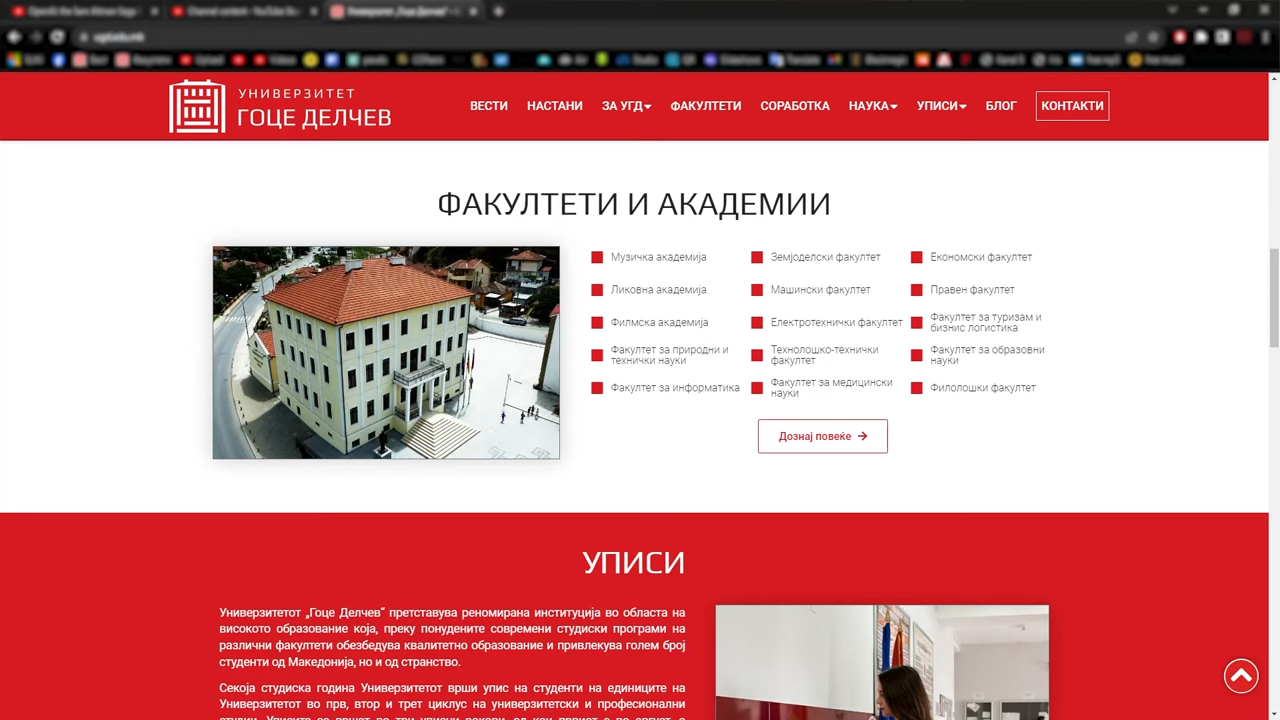 УНИВЕРЗИТЕТ
ГОЦЕ ДЕЛЧЕВ
ВЕСТИ НАСТАНИ ЗА УГД ФАКУЛТЕТИ СОРАБОТКА НАУКА УПИСИ БЛОГ КОНТАКТИ
ФАКУЛТЕТИ И АКАДЕМИИ
Музичка академија
Ликовна академија
Филмска академија
Факултет за природни и
технички науки
Факултет за информатика
Земјоделски факултет
Машински факултет
Електротехнички факултет
Технолошко-технички
факултет
Факултет за медицински
науки
Економски факултет
Правен факултет
Факултет за туризам и
бизнис логистика
Факултет за образовни
науки
Филолошки факултет
Дознај повеќе
УПИСИ
Универзитетот „Гоце Делчев“ претставува реномирана институција во областа на
високото образование која, преку понудените современи студиски програми на
различни факултети обезбедува квалитетно образование и привлекува голем број
студенти од Македонија, но и од странство.
Секоја студиска година Универзитетот врши упис на студенти на единиците на
Универзитетот во прв, втор и трет циклус на универзитетски и професионални